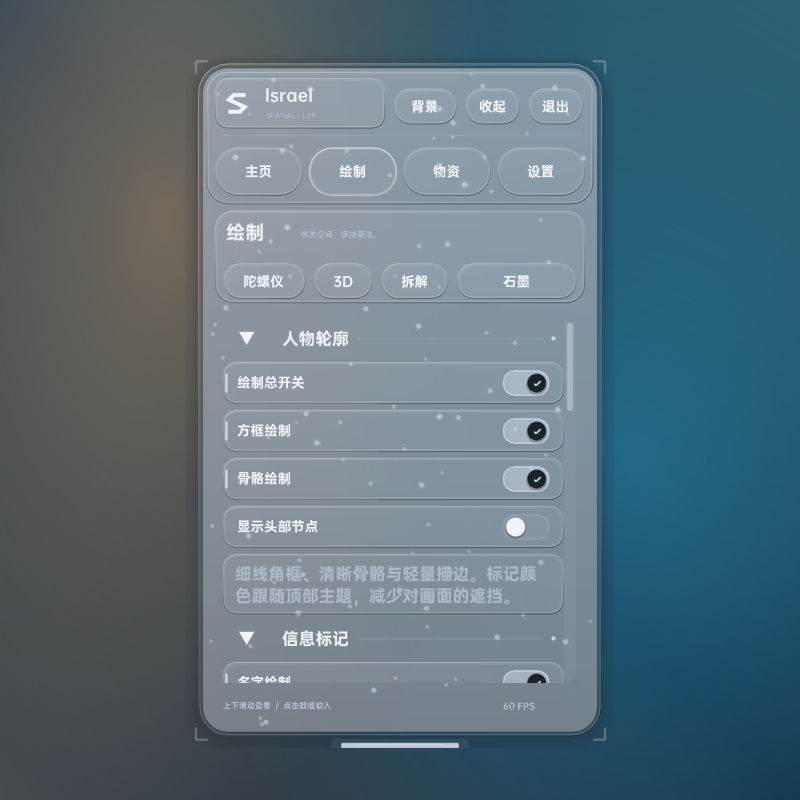 Israel
SPATIAL / 1.39
背景
收起
退出
主页
绘制
物资
设置
绘制
你的空间，保持简洁。
陀螺仪
3D
拆解
石墨
人物轮廓
绘制总开关
方框绘制
骨骼绘制
显示头部节点
细线角框、清晰骨骼与轻量描边。标记颜
色跟随顶部主题，减少对画面的遮挡。
信息标记
名字绘制
上下滑动查看 / 点击数值输入
60 FPS